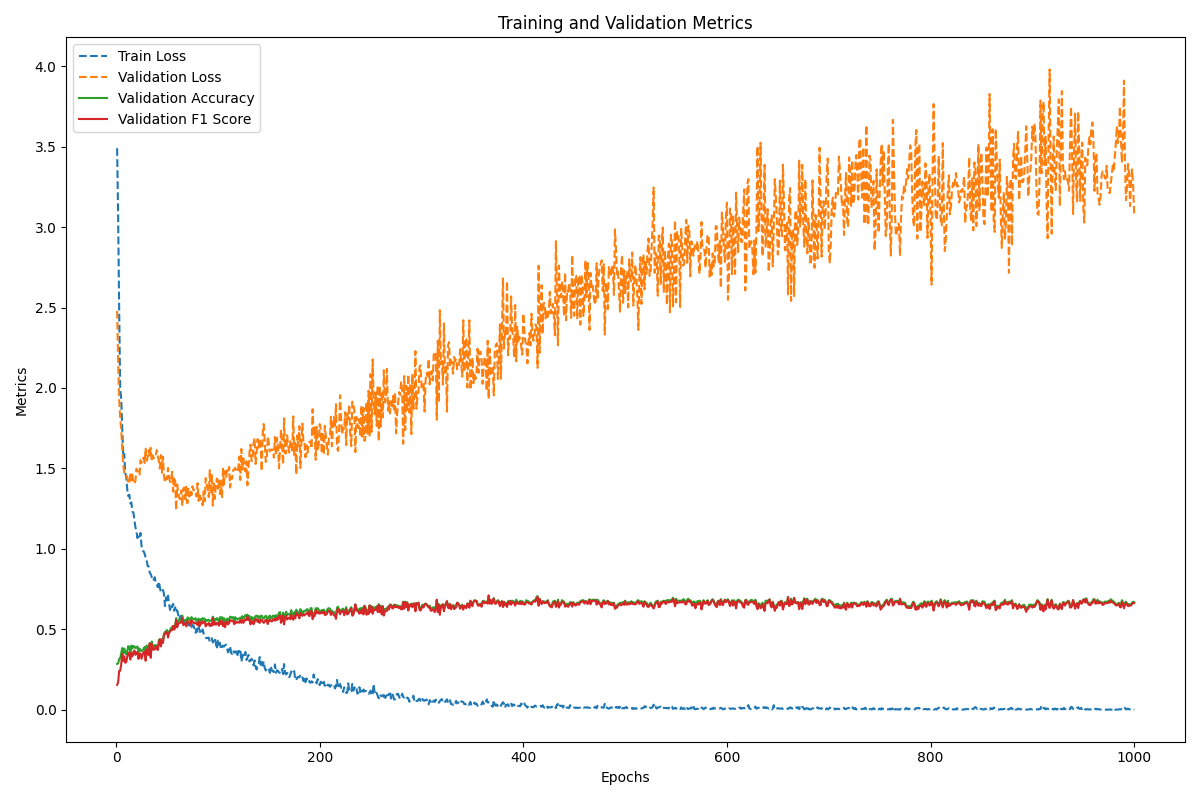 Training and Validation Metrics
Train Loss
Validation Loss
Validation Accuracy
Validation F1 Score
4.0
3.5
3.0
2.5
2.0
1.5
1.0
0.5
0.0
Metrics
0 200 400 600 800 1000
Epochs